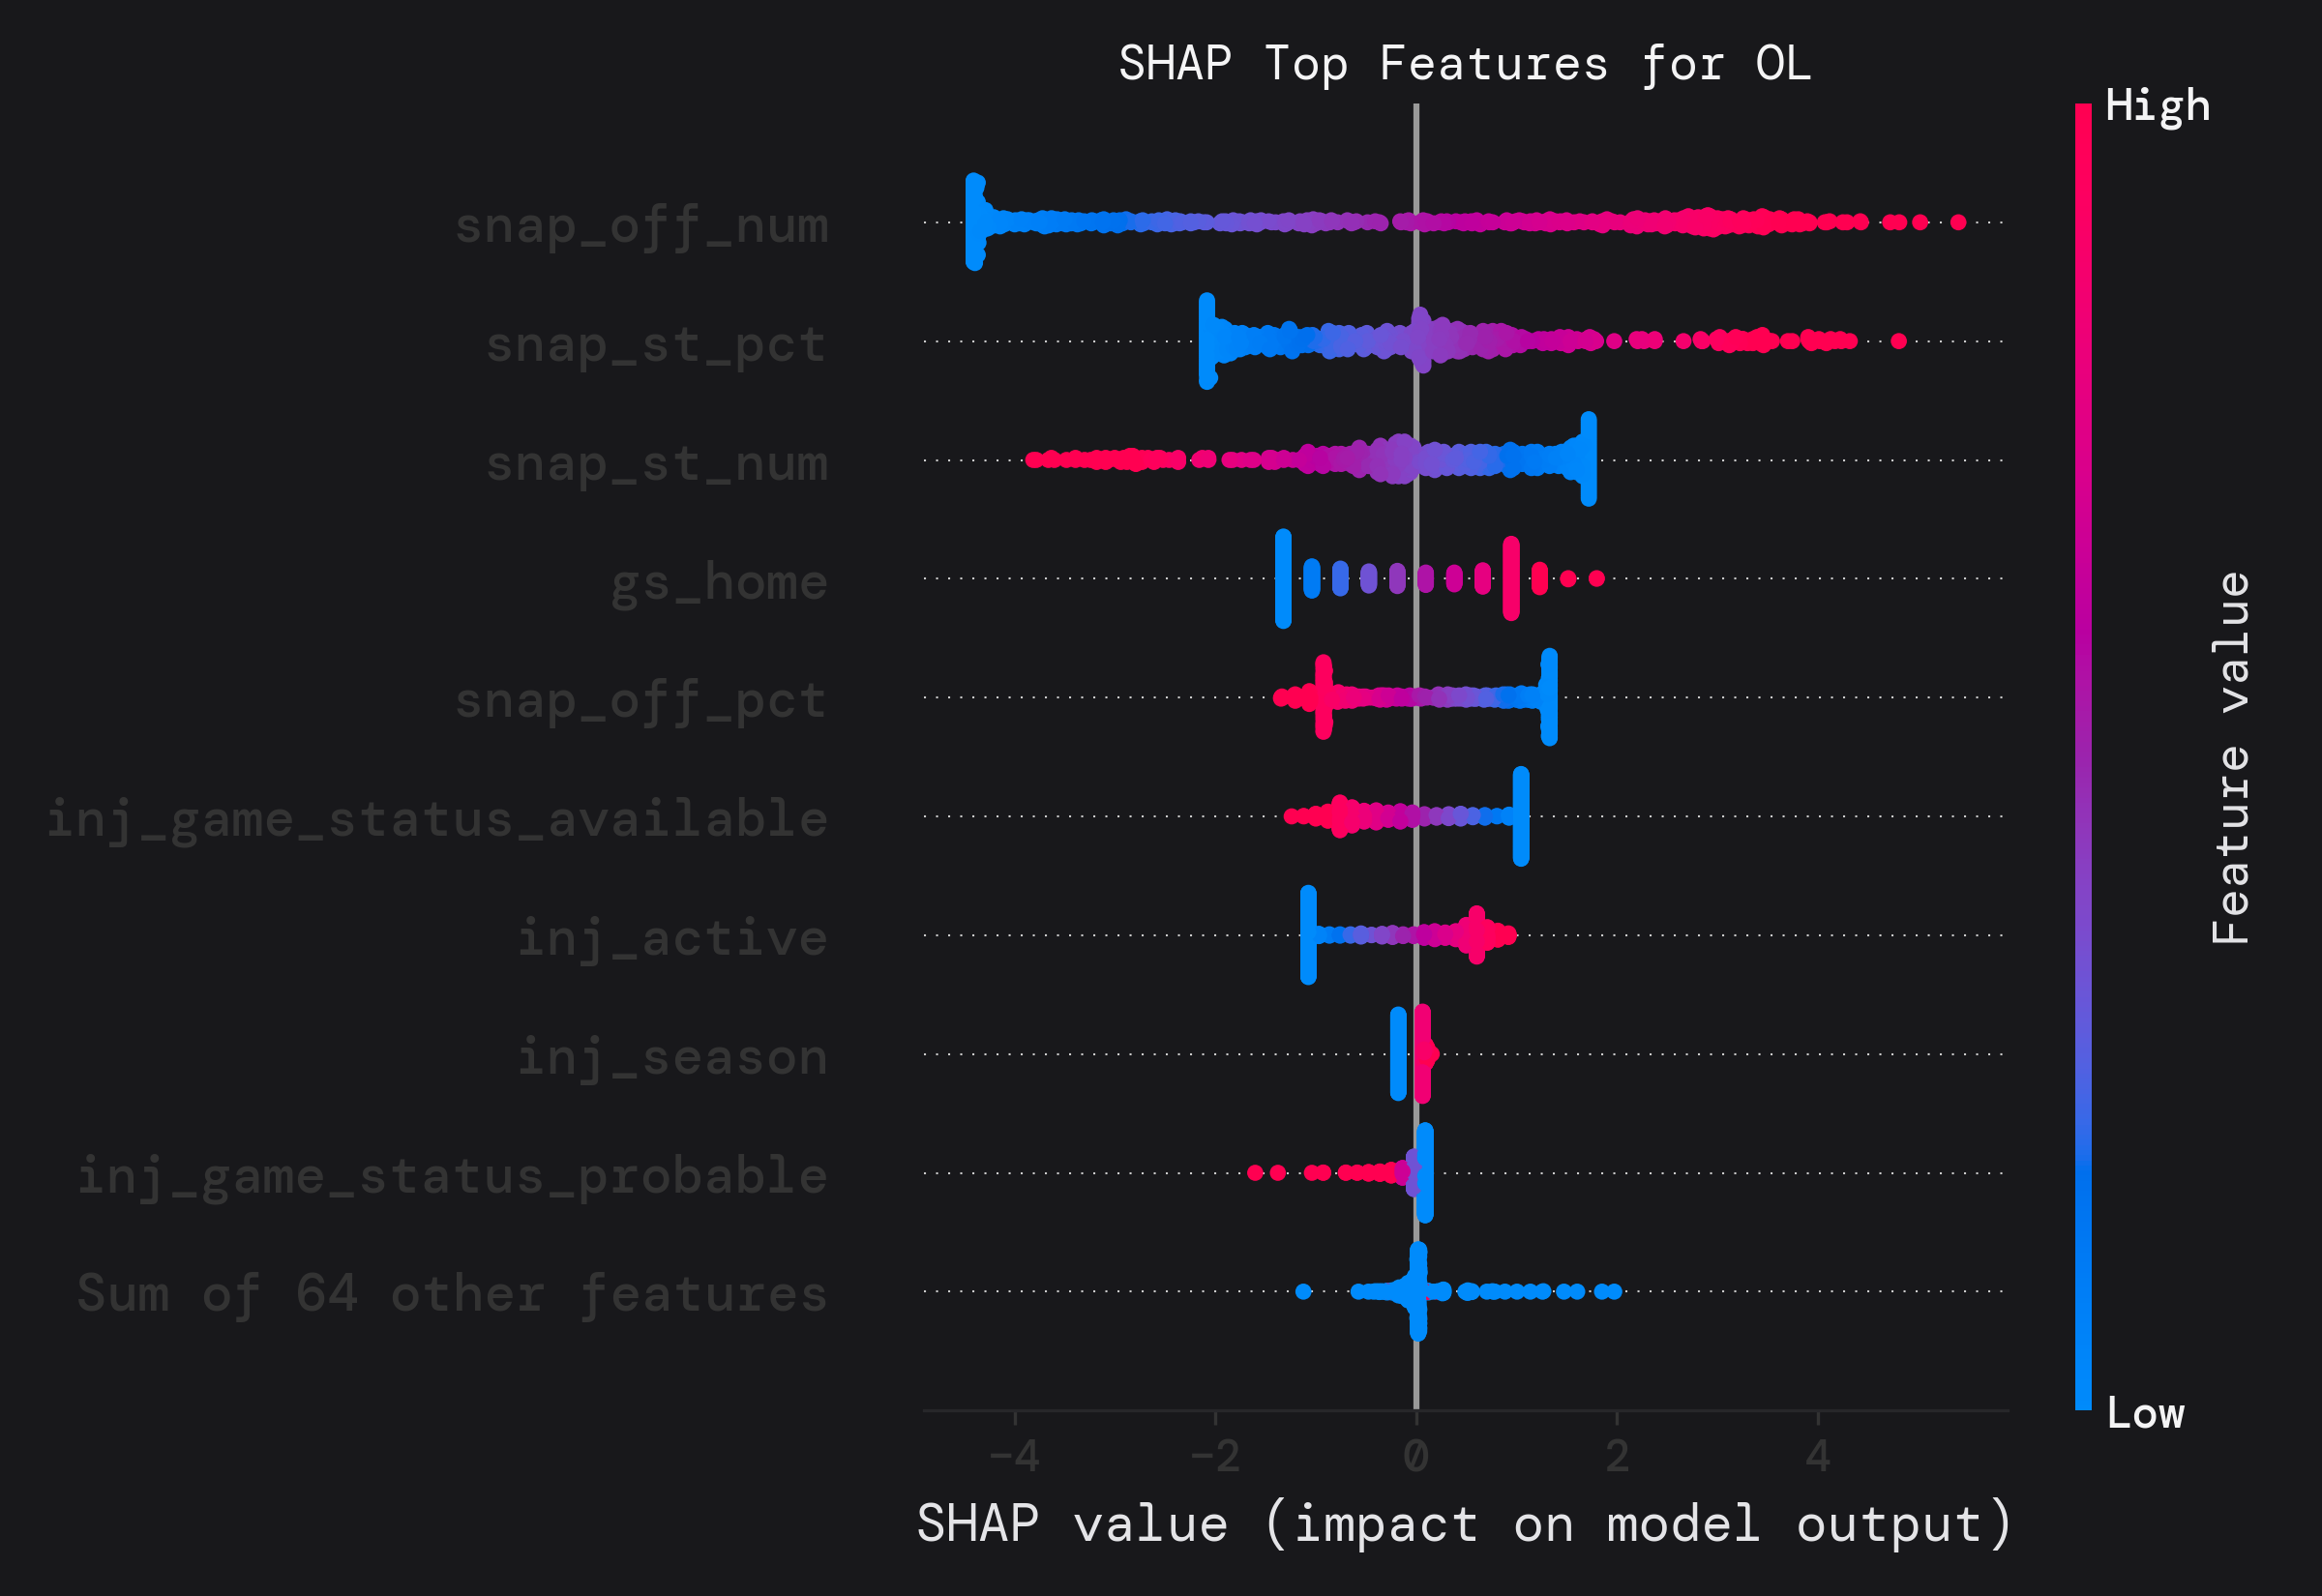 SHAP Top Features for OL
High
snap_off_num
snap_st_pct
snap_st_num
gs_home
snap_off_pct
inj_game_status_available
inj_active
inj_season
inj_game_status_probable
Sum of 64 other features
Feature value
Low
−4 −2 0 2 4
SHAP value (impact on model output)